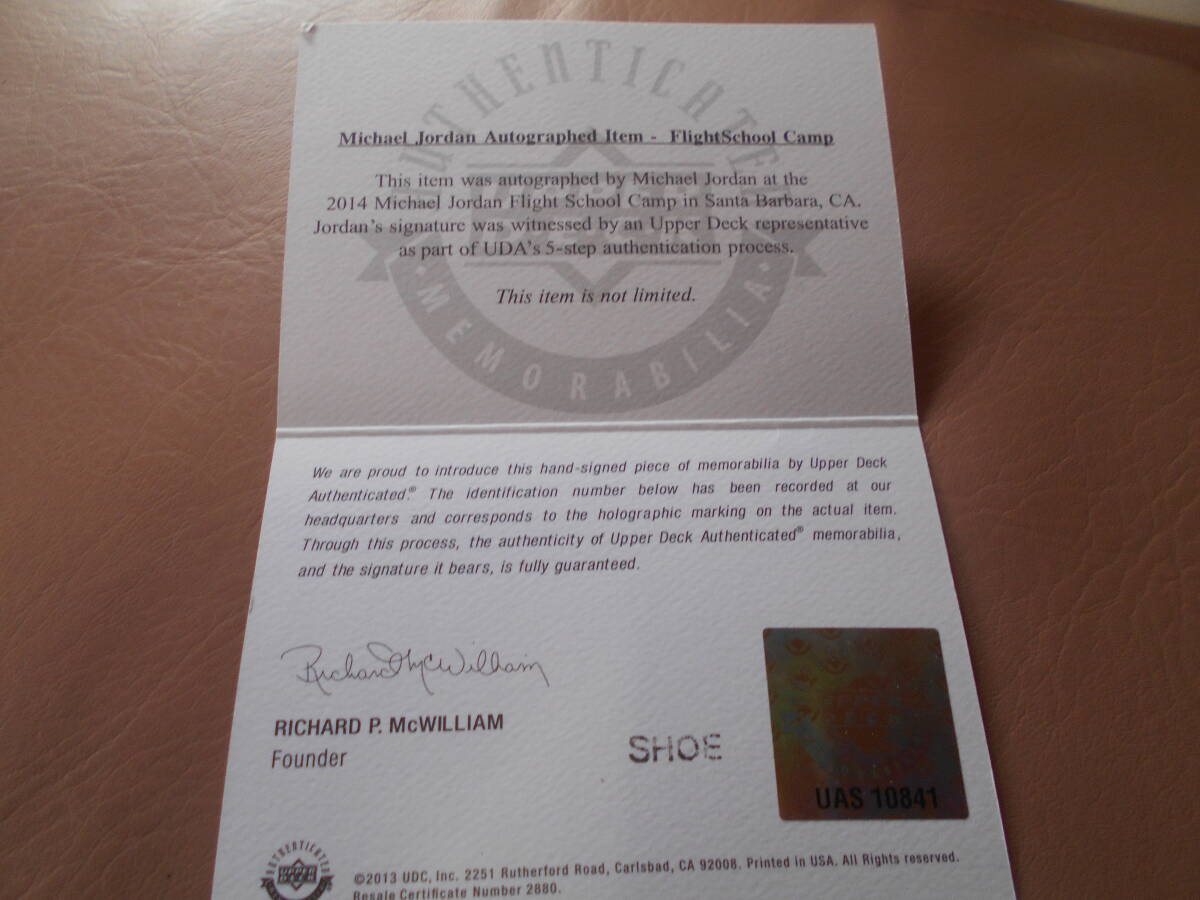 AUTHENTICATE
Michael Jordan Autographed Item - FlightSchool Camp
This item was autographed by Michael Jordan at the
2014 Michael Jordan Flight School Camp in Santa Barbara, CA.
Jordan's signature was witnessed by an Upper Deck representative
as part of UDA's 5-step authentication process.
This item is not limited.
MEMORABILIA
We are proud to introduce this hand-signed piece of memorabilia by Upper Deck
Authenticated.® The identification number below has been recorded at our
headquarters and corresponds to the holographic marking on the actual item.
Through this process, the authenticity of Upper Deck Authenticated® memorabilia,
and the signature it bears, is fully guaranteed.
Richard McWilliam
RICHARD P. McWILLIAM
Founder
SHOE
UAS 10841
AUTHENTICATED
UPPER
DECK
©2013 UDC, Inc. 2251 Rutherford Road, Carlsbad, CA 92008. Printed in USA. All Rights reserved.
Resale Certificate Number 2880.